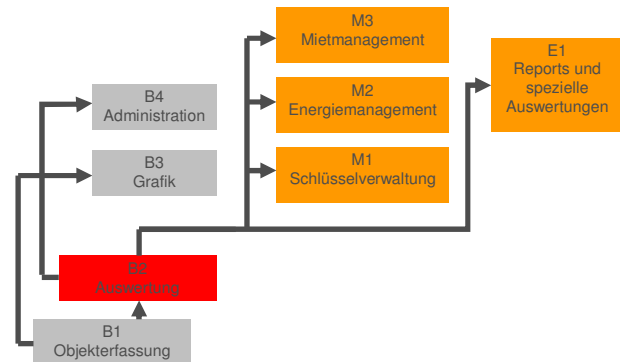 M3
Mietmanagement
E1
Reports und
spezielle
Auswertungen
B4
Administration
M2
Energiemanagement
B3
Grafik
M1
Schlüsselverwaltung
B2
Auswertung
B1
Objekterfassung